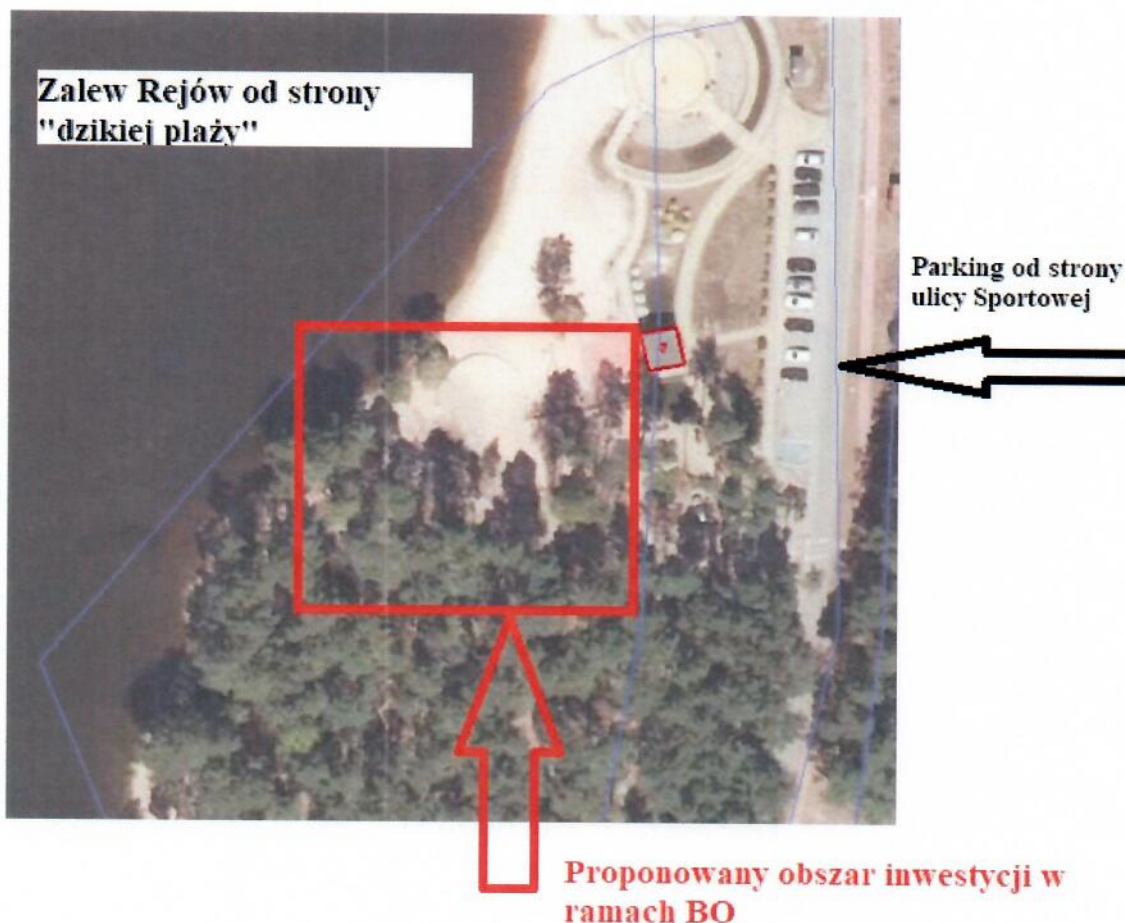 Zalew Rejów od strony
"dzikiej plaży"
Parking od strony
ulicy Sportowej
Proponowany obszar inwestycji w
ramach BO